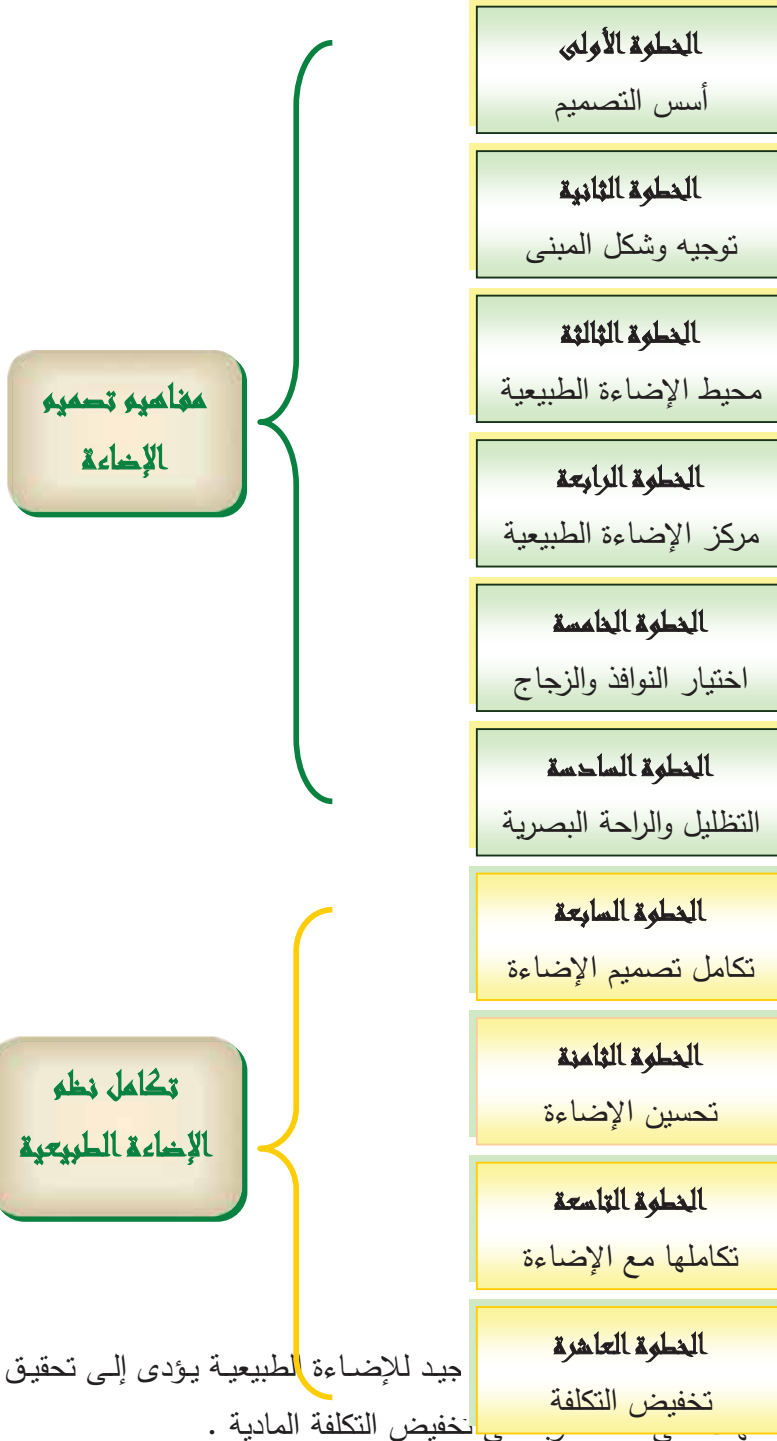 الخطوة الأولى
أسس التصميم
الخطوة الثانية
توجيه وشكل المبنى
الخطوة الثالثة
محيط الإضاءة الطبيعية
الخطوة الرابعة
مركز الإضاءة الطبيعية
الخطوة الخامسة
اختيار النوافذ والزجاج
الخطوة السادسة
التظليل والراحة البصرية
مفاهيم تصميم
الإضاءة
الخطوة السابعة
تكامل تصميم الإضاءة
الخطوة الثامنة
تحسين الإضاءة
الخطوة التاسعة
تكاملها مع الإضاءة
الخطوة العاشرة
تخفيض التكلفة
تكامل نظم
الإضاءة الطبيعية
جيد للإضاءة الطبيعية يؤدى إلى تحقيق
تخفيض التكلفة المادية .